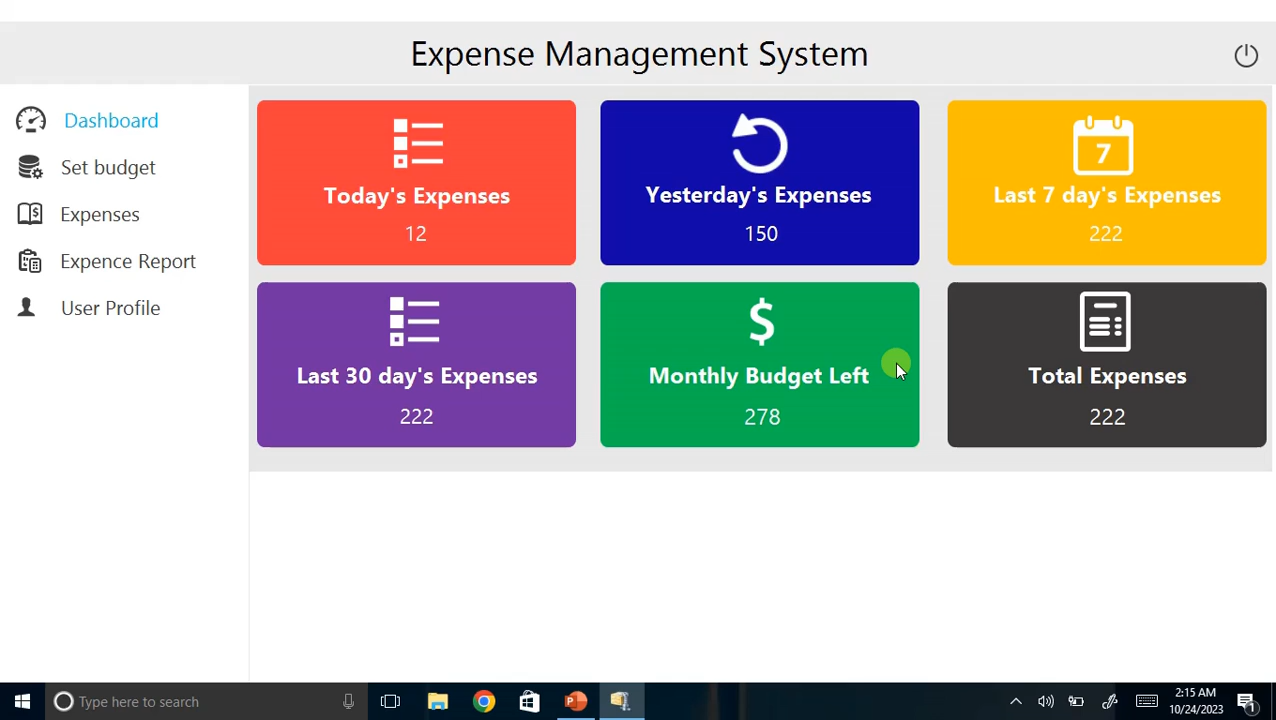 Expense Management System
Dashboard
Set budget
Expenses
Expence Report
User Profile
Today's Expenses
12
Yesterday's Expenses
150
7
Last 7 day's Expenses
222
Last 30 day's Expenses
222
$
Monthly Budget Left
278
Total Expenses
222
Type here to search
2:15 AM
10/24/2023
1